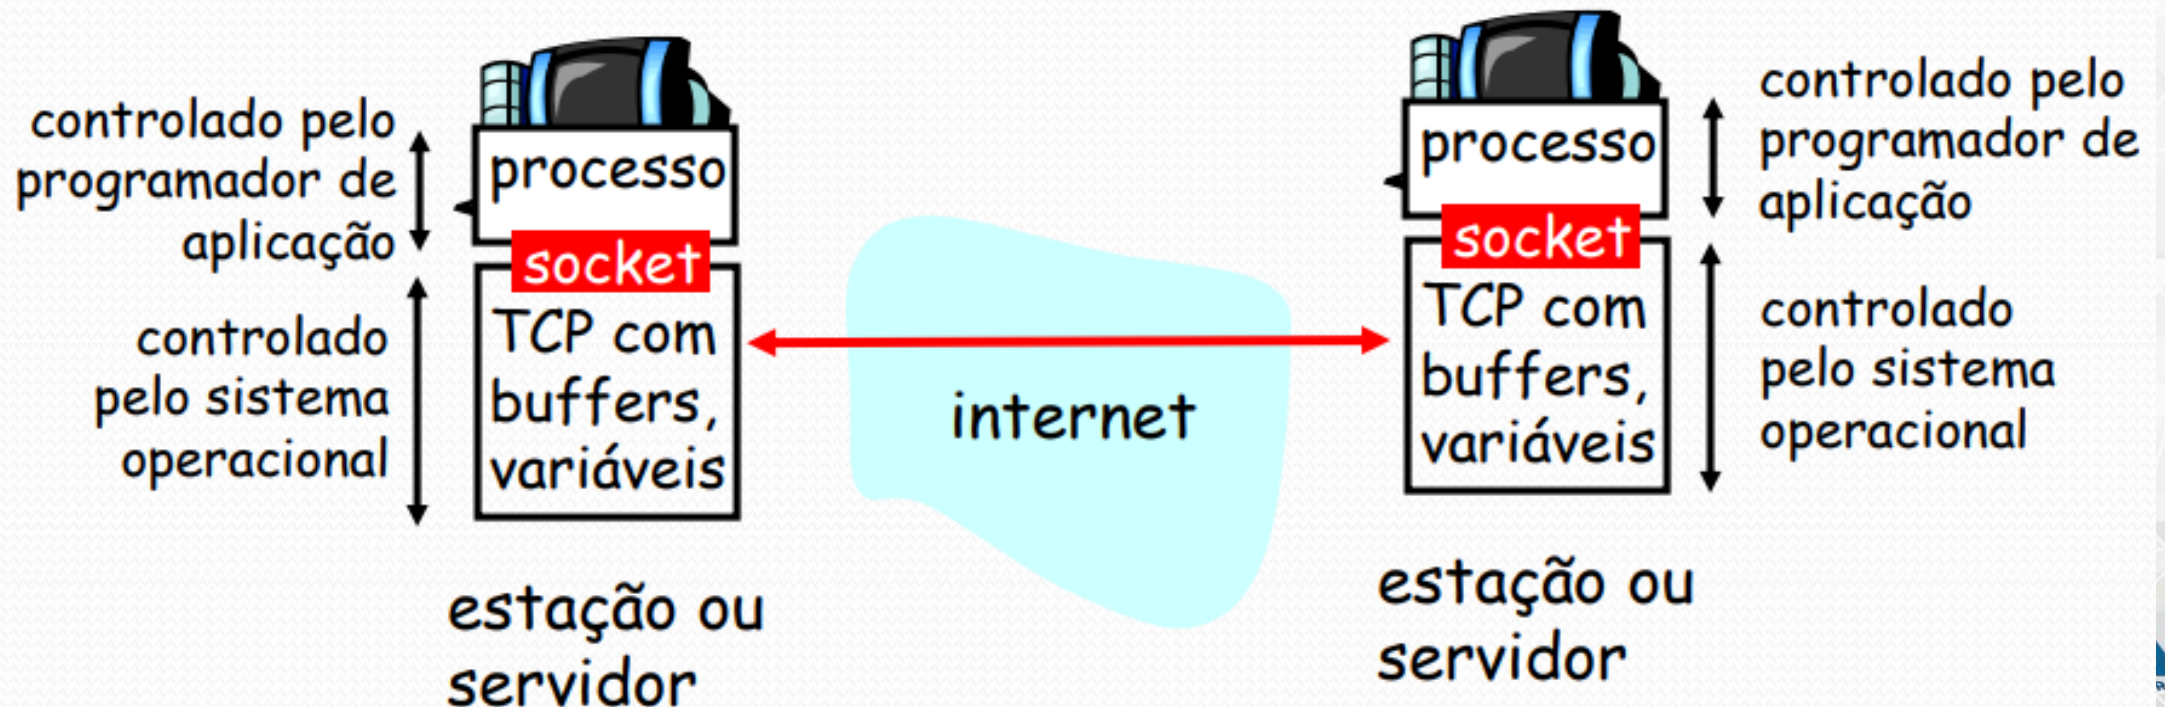 controlado pelo
programador de
aplicação
controlado
pelo sistema
operacional
processo
socket
TCP com
buffers,
variáveis
estação ou
servidor
internet
processo
socket
TCP com
buffers,
variáveis
estação ou
servidor
controlado pelo
programador de
aplicação
controlado
pelo sistema
operacional